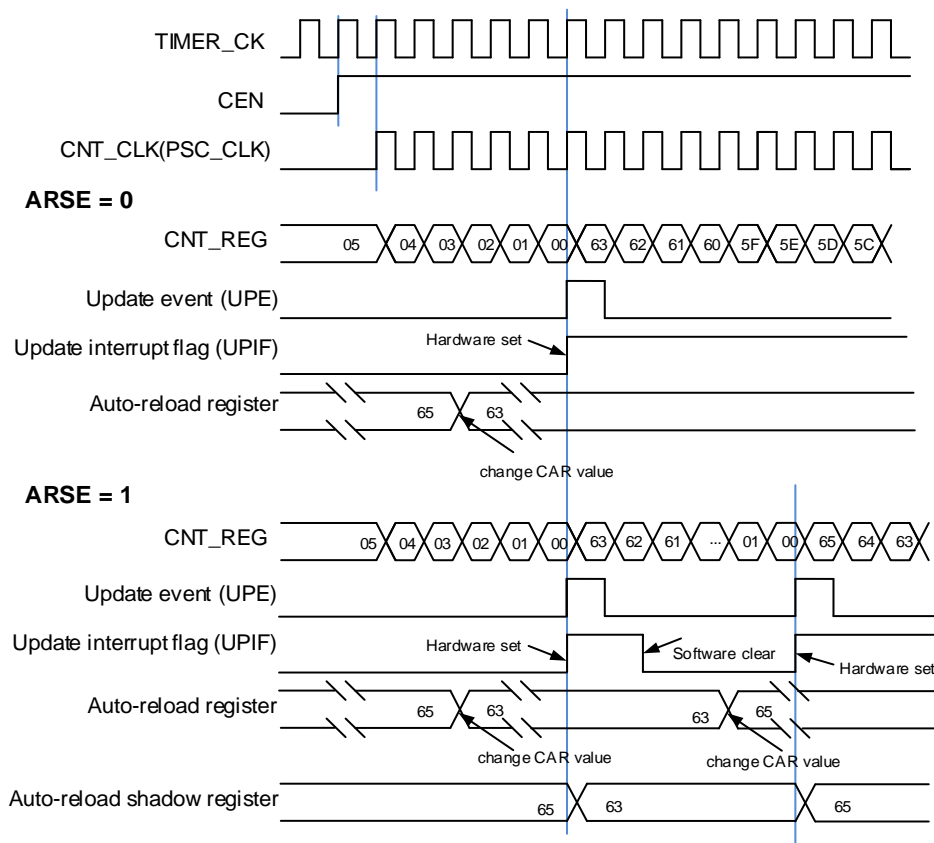 TIMER_CK
CEN
CNT_CLK(PSC_CLK)
ARSE = 0
CNT_REG 05 04 03 02 01 00 63 62 61 60 5F 5E 5D 5C
Update event (UPE)
Update interrupt flag (UPIF) Hardware set
Auto-reload register 65 63
change CAR value
ARSE = 1
CNT_REG 05 04 03 02 01 00 63 62 61 ... 01 00 65 64 63
Update event (UPE)
Update interrupt flag (UPIF) Hardware set Software clear Hardware set
Auto-reload register 65 63 63 65
change CAR value change CAR value
Auto-reload shadow register 65 63 65